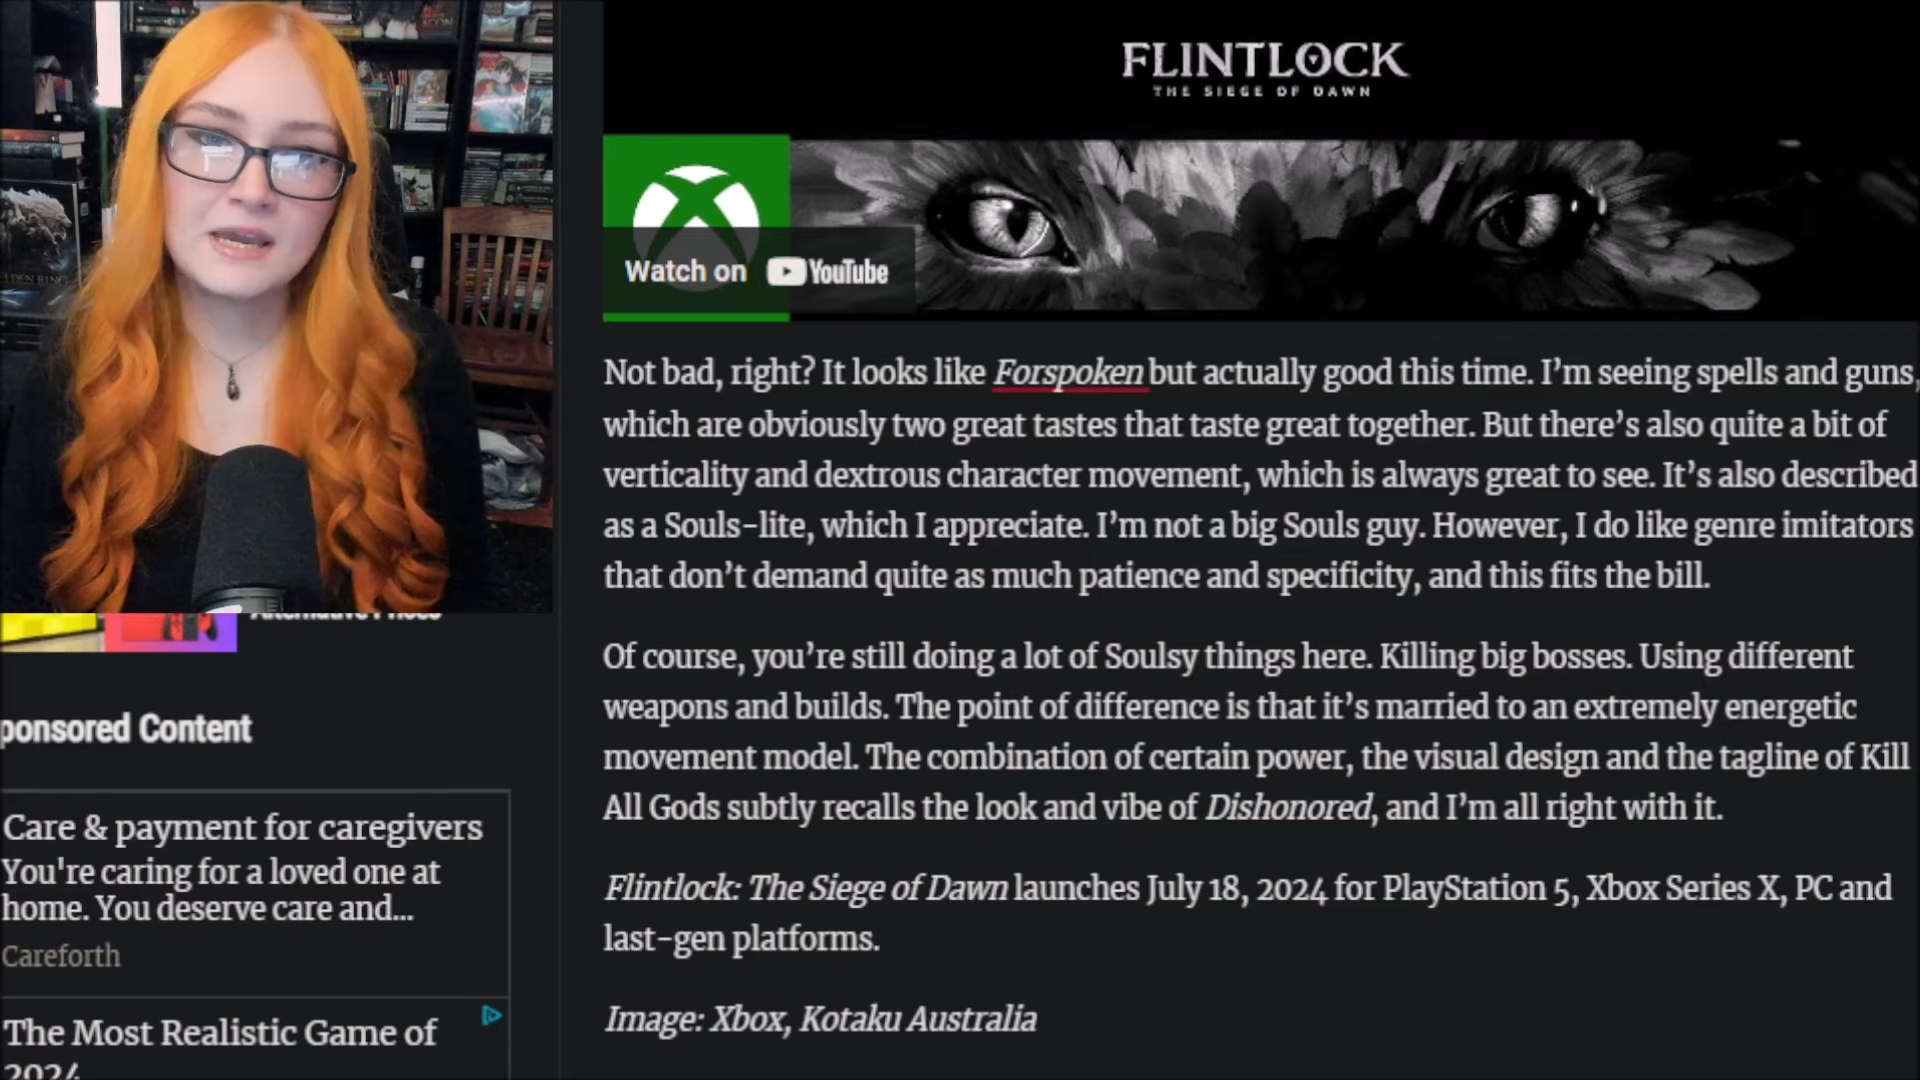 FLINTLOCK
THE SIEGE OF DAWN
Watch on YouTube
ELDEN RING
Not bad, right? It looks like Forspoken but actually good this time. I'm seeing spells and guns,
which are obviously two great tastes that taste great together. But there's also quite a bit of
verticality and dextrous character movement, which is always great to see. It's also described
as a Souls-lite, which I appreciate. I'm not a big Souls guy. However, I do like genre imitators
that don't demand quite as much patience and specificity, and this fits the bill.
Of course, you're still doing a lot of Soulsy things here. Killing big bosses. Using different
weapons and builds. The point of difference is that it's married to an extremely energetic
movement model. The combination of certain power, the visual design and the tagline of Kill
All Gods subtly recalls the look and vibe of Dishonored, and I'm all right with it.
Flintlock: The Siege of Dawn launches July 18, 2024 for PlayStation 5, Xbox Series X, PC and
last-gen platforms.
Image: Xbox, Kotaku Australia
ponsored Content
Care & payment for caregivers
You're caring for a loved one at
home. You deserve care and...
Careforth
The Most Realistic Game of
2024